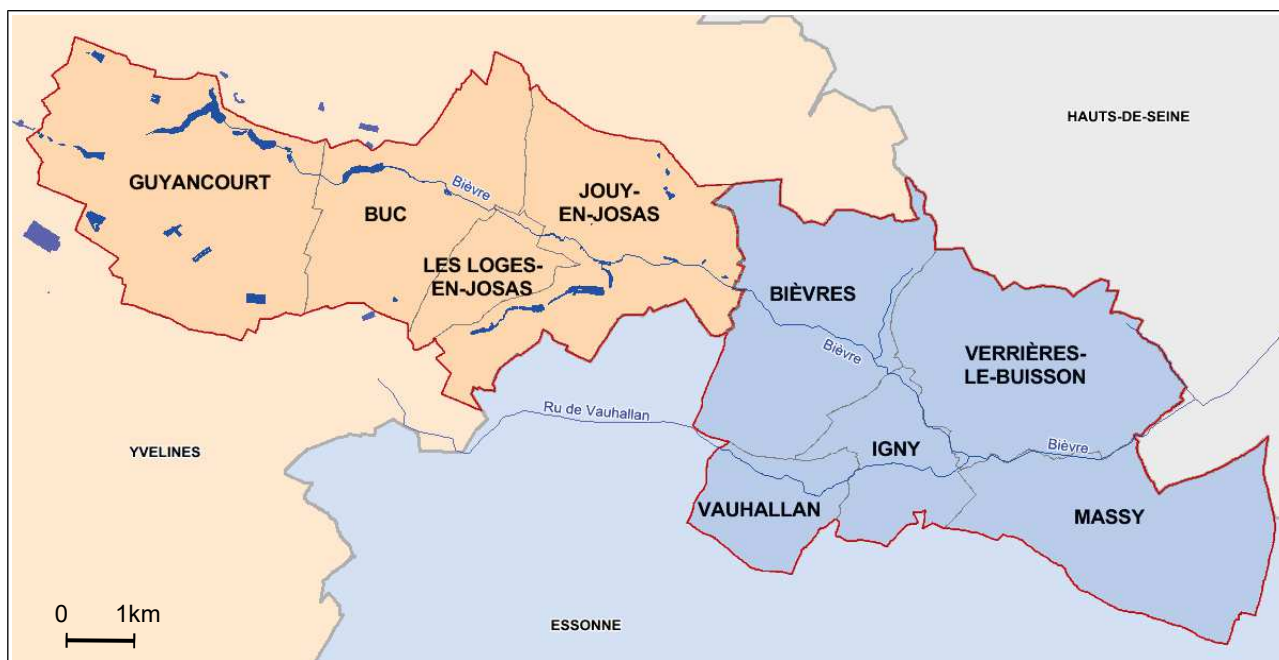 HAUTS-DE-SEINE
GUYANCOURT
Bièvre
JOUY-
EN-JOSAS
BUC
LES LOGES-
EN-JOSAS
BIÈVRES
Bièvre
VERRIÈRES-
LE-BUISSON
Ru de Vauhallan
YVELINES
IGNY
Bièvre
VAUHALLAN
MASSY
0 1km
ESSONNE